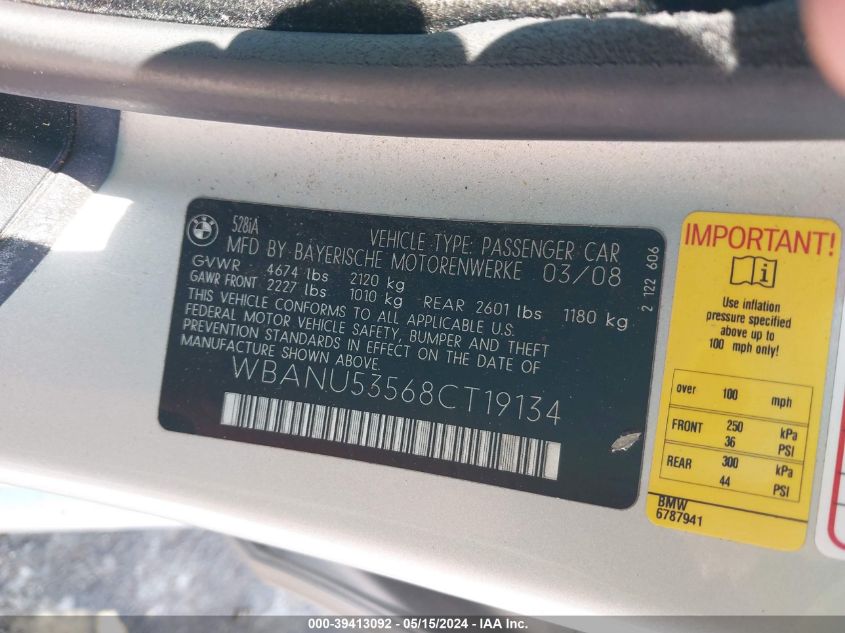 BMW
528iA
VEHICLE TYPE: PASSENGER CAR
MFD BY BAYERISCHE MOTORENWERKE 03/08
GVWR 4674 lbs 2120 kg
GAWR FRONT 2227 lbs 1010 kg REAR 2601 lbs 1180 kg
THIS VEHICLE CONFORMS TO ALL APPLICABLE U.S.
FEDERAL MOTOR VEHICLE SAFETY, BUMPER AND THEFT
PREVENTION STANDARDS IN EFFECT ON THE DATE OF
MANUFACTURE SHOWN ABOVE.
WBANU53568CT19134
2 122 606
IMPORTANT!
i
Use inflation
pressure specified
above up to
100 mph only!
over 100 mph
FRONT 250 kPa
36 PSI
REAR 300 kPa
44 PSI
BMW
6787941
000-39413092 - 05/15/2024 - IAA Inc.